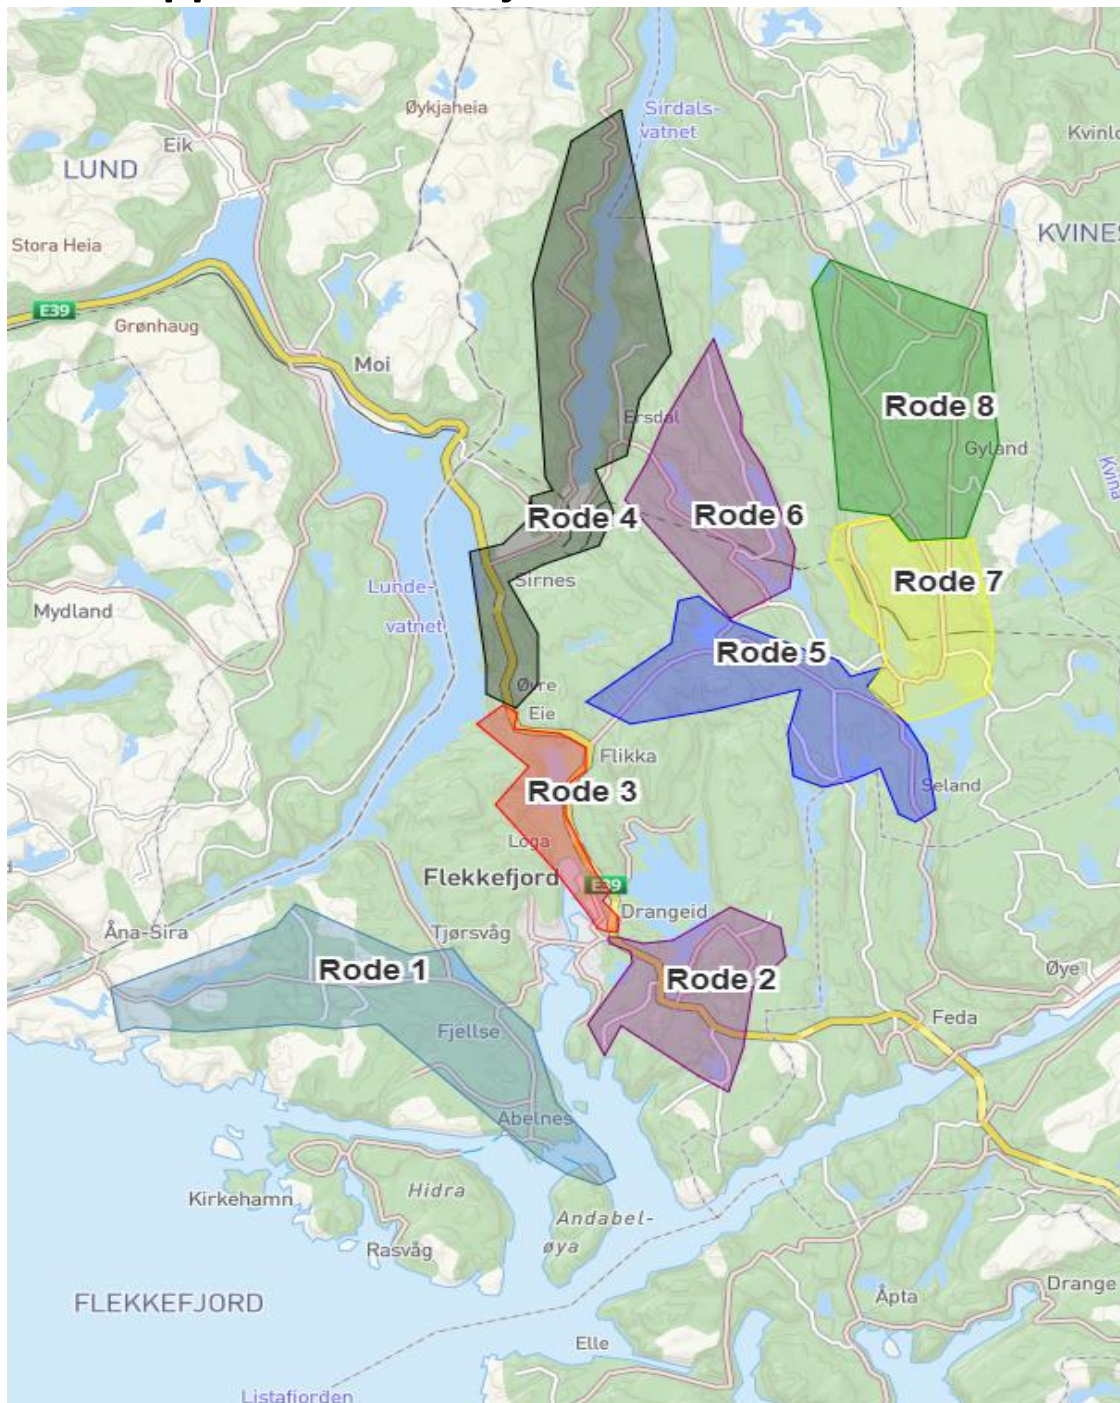 Sirdals-
vatnet
Øykjaheia
Kvinlo
Eik
LUND
KVINES
Stora Heia
E39
Grønhaug
Moi
Rode 8
Ersdal
Gyland
Kvina
Rode 4
Rode 6
Sirnes
Rode 7
Lunde-
vatnet
Mydland
Rode 5
Øvre
Eie
Flikka
Rode 3
Seland
Loga
Flekkefjord
E39
Drangeid
Åna-Sira
Tjørsvåg
Rode 1
Rode 2
Øye
Fjellse
Feda
Abelnes
Kirkehamn
Hidra
Andabel-
øya
Rasvåg
FLEKKEFJORD
Åpta
Drange
Elle
Listafjorden